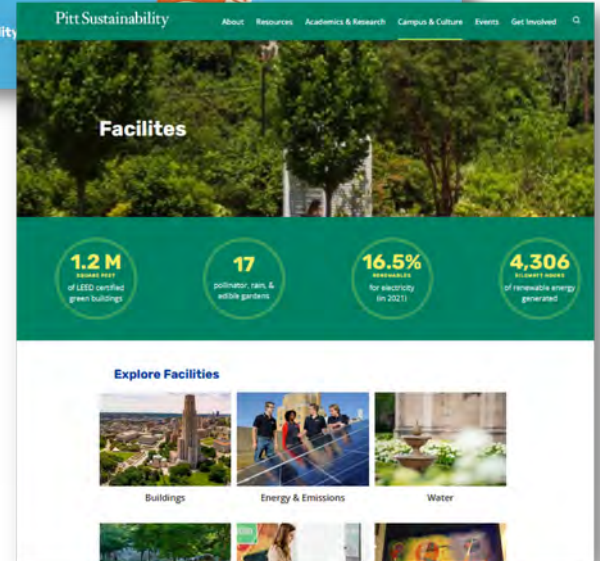 lity
Pitt Sustainability
About Resources Academics & Research Campus & Culture Events Get Involved
Facilites
1.2 M
SQUARE FEET
of LEED certified
green buildings
17
pollinator, rain, &
edible gardens
16.5%
RENEWABLES
for electricity
(in 2021)
4,306
KILOWATT HOURS
of renewable energy
generated
Explore Facilities
Buildings
Energy & Emissions
Water